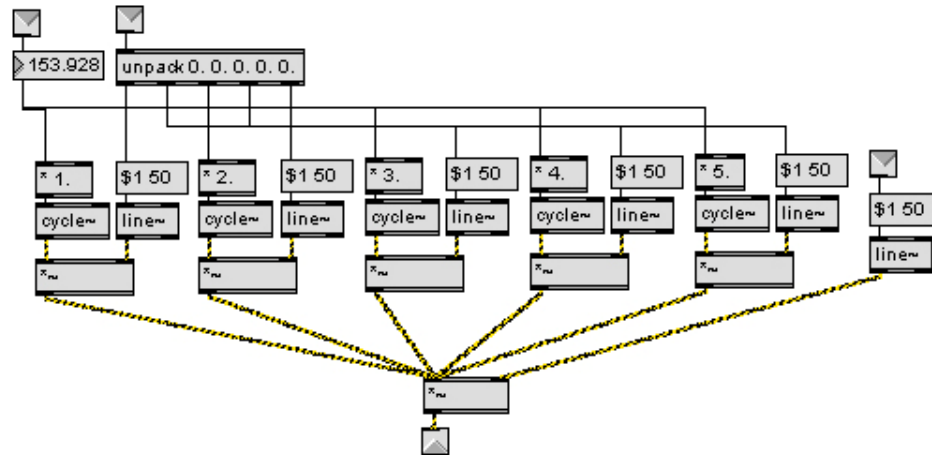 153.928
unpack 0. 0. 0. 0. 0.
* 1. $1 50 * 2. $1 50 * 3. $1 50 * 4. $1 50 * 5. $1 50
cycle~ line~ cycle~ line~ cycle~ line~ cycle~ line~ cycle~ line~ $1 50
*~ *~ *~ *~ *~ line~
*~